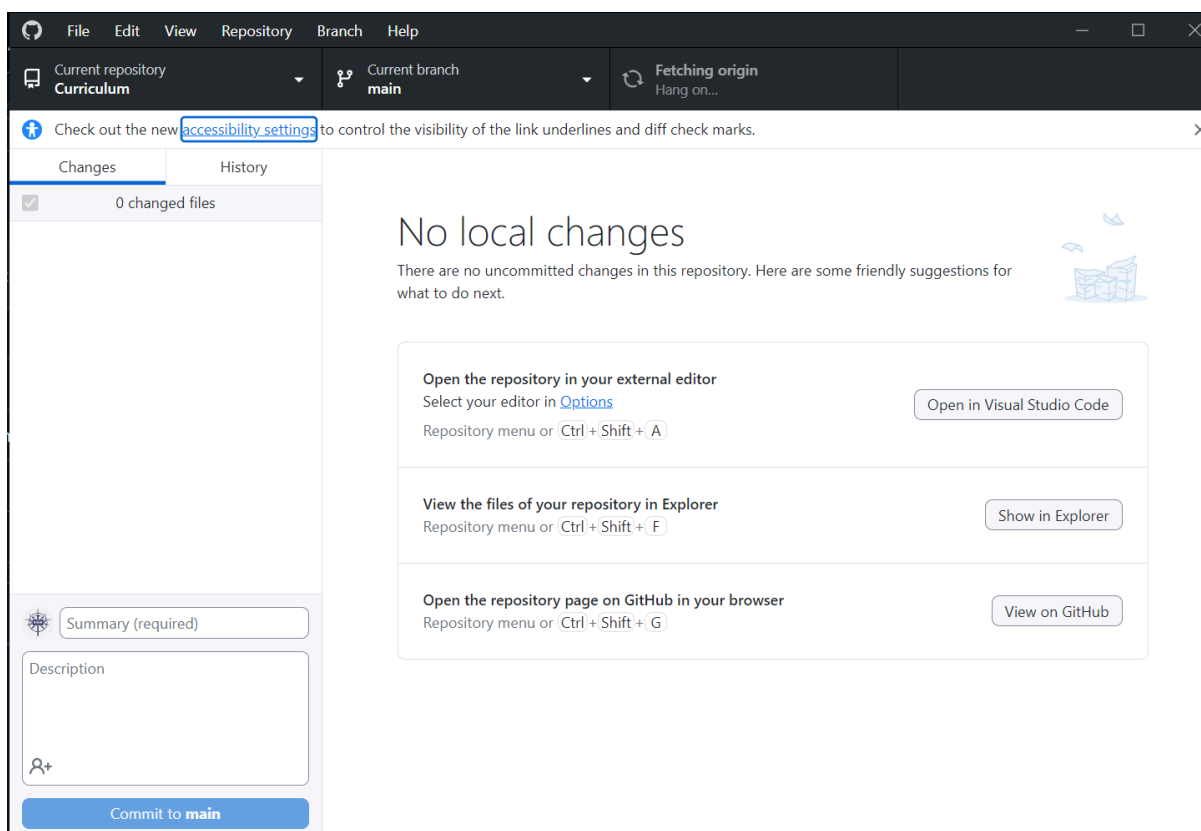 File Edit View Repository Branch Help
Current repository
Curriculum
Current branch
main
Fetching origin
Hang on...
Check out the new accessibility settings to control the visibility of the link underlines and diff check marks.
Changes History
0 changed files
No local changes
There are no uncommitted changes in this repository. Here are some friendly suggestions for
what to do next.
Open the repository in your external editor
Select your editor in Options
Repository menu or Ctrl + Shift + A
Open in Visual Studio Code
View the files of your repository in Explorer
Repository menu or Ctrl + Shift + F
Show in Explorer
Open the repository page on GitHub in your browser
Repository menu or Ctrl + Shift + G
View on GitHub
Summary (required)
Description
Commit to main